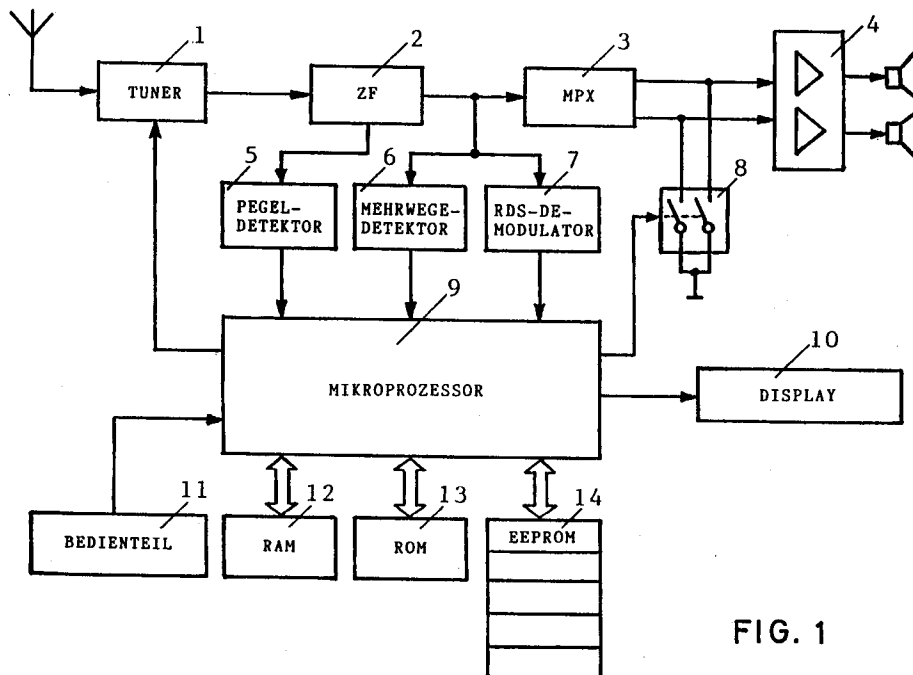 1
TUNER
2
ZF
3
MPX
4
5
PEGEL-
DETEKTOR
6
MEHRWEGE-
DETEKTOR
7
RDS-DE-
MODULATOR
8
9
MIKROPROZESSOR
10
DISPLAY
11
BEDIENTEIL
12
RAM
13
ROM
14
EEPROM
FIG. 1